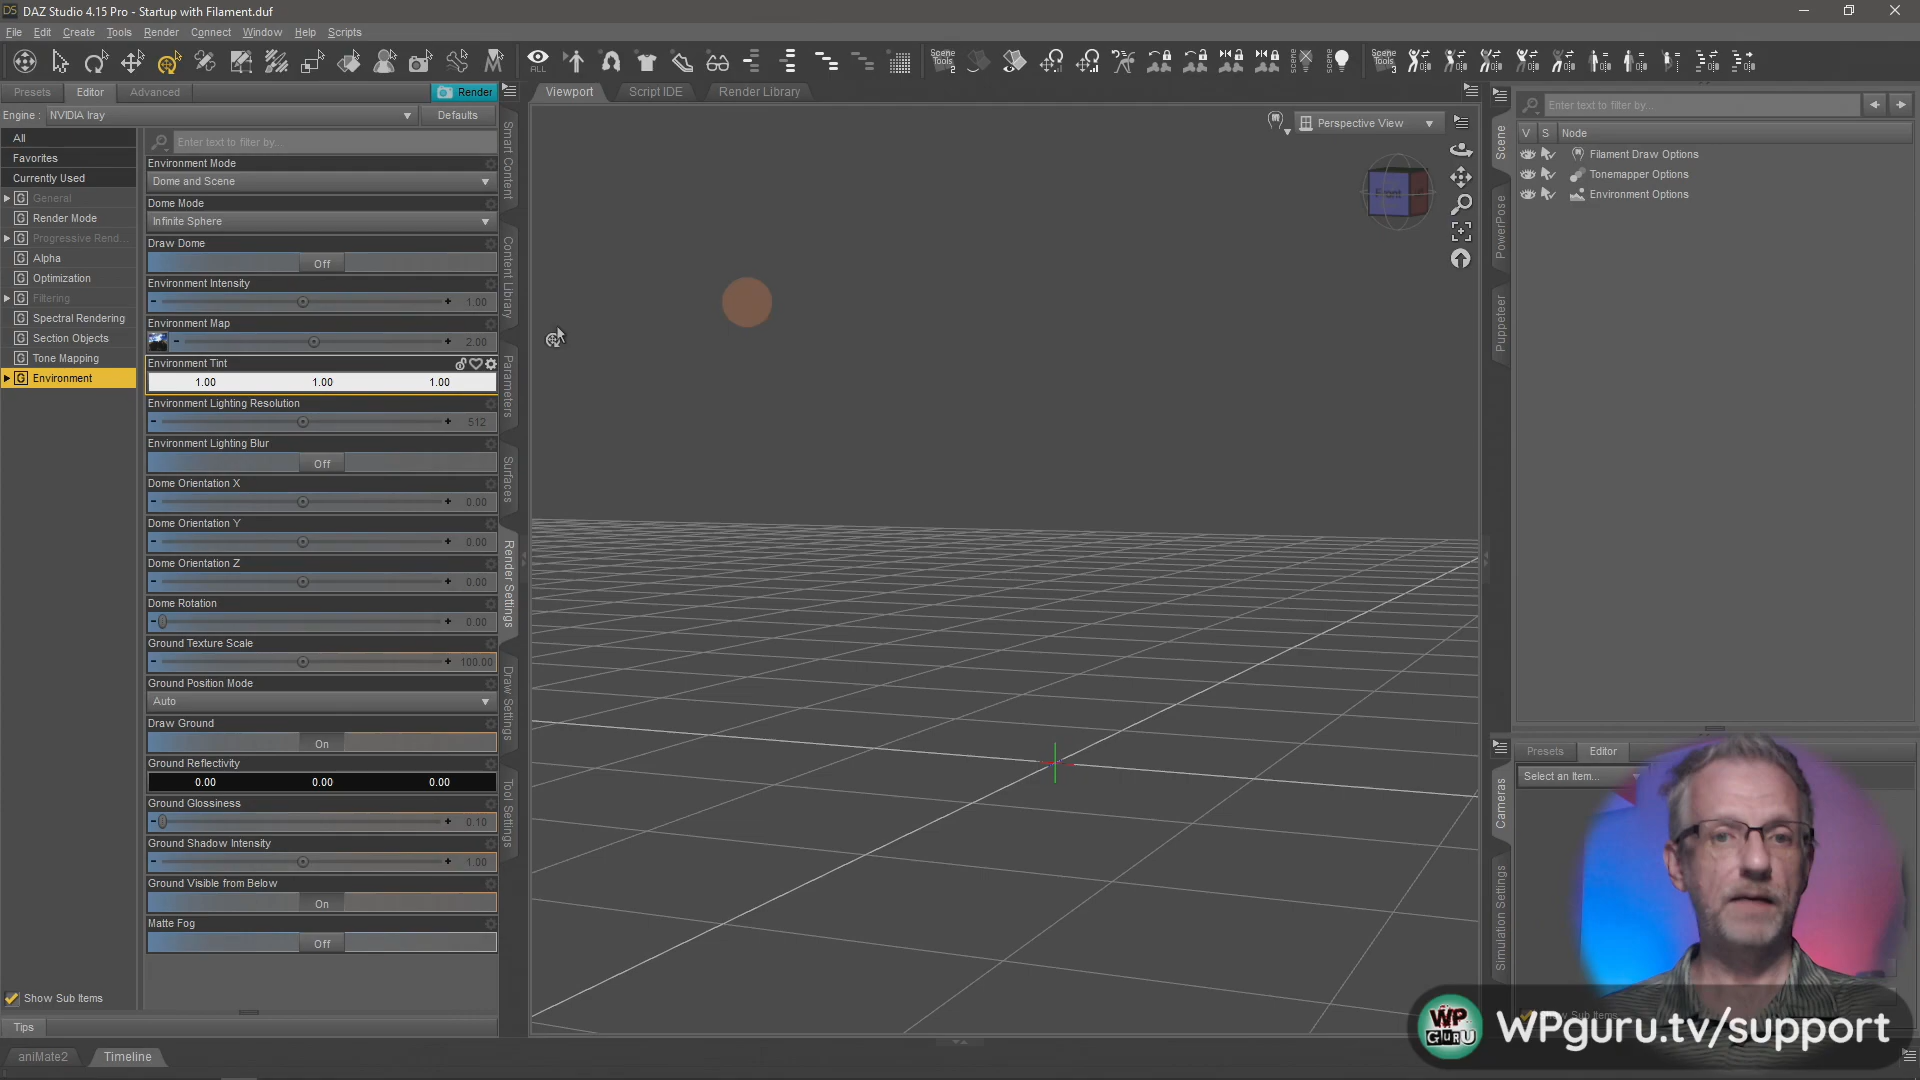 DS DAZ Studio 4.15 Pro - Startup with Filament.duf
File Edit Create Tools Render Connect Window Help Scripts
ALL
Scene Tools 2
scene
scene
Scene Tools 3
Presets Editor Advanced Render
Viewport Script IDE Render Library
Engine : NVIDIA Iray Defaults
All
Favorites
Currently Used
General
Render Mode
Progressive Rend...
Alpha
Optimization
Filtering
Spectral Rendering
Section Objects
Tone Mapping
Environment
Show Sub Items
Tips
Enter text to filter by...
Environment Mode
Dome and Scene
Dome Mode
Infinite Sphere
Draw Dome
Off
Environment Intensity
1.00
Environment Map
2.00
Environment Tint
1.00 1.00 1.00
Environment Lighting Resolution
512
Environment Lighting Blur
Off
Dome Orientation X
0.00
Dome Orientation Y
0.00
Dome Orientation Z
0.00
Dome Rotation
0.00
Ground Texture Scale
100.00
Ground Position Mode
Auto
Draw Ground
On
Ground Reflectivity
0.00 0.00 0.00
Ground Glossiness
0.10
Ground Shadow Intensity
1.00
Ground Visible from Below
On
Matte Fog
Off
Smart Content
Content Library
Parameters
Surfaces
Render Settings
Draw Settings
Tool Settings
Perspective View
Front
Scene
PowerPose
Puppeteer
Enter text to filter by...
V S Node
Filament Draw Options
Tonemapper Options
Environment Options
Cameras
Simulation Settings
Presets Editor
Select an Item...
Sub Items
WP GURU
WPguru.tv/support
aniMate2 Timeline